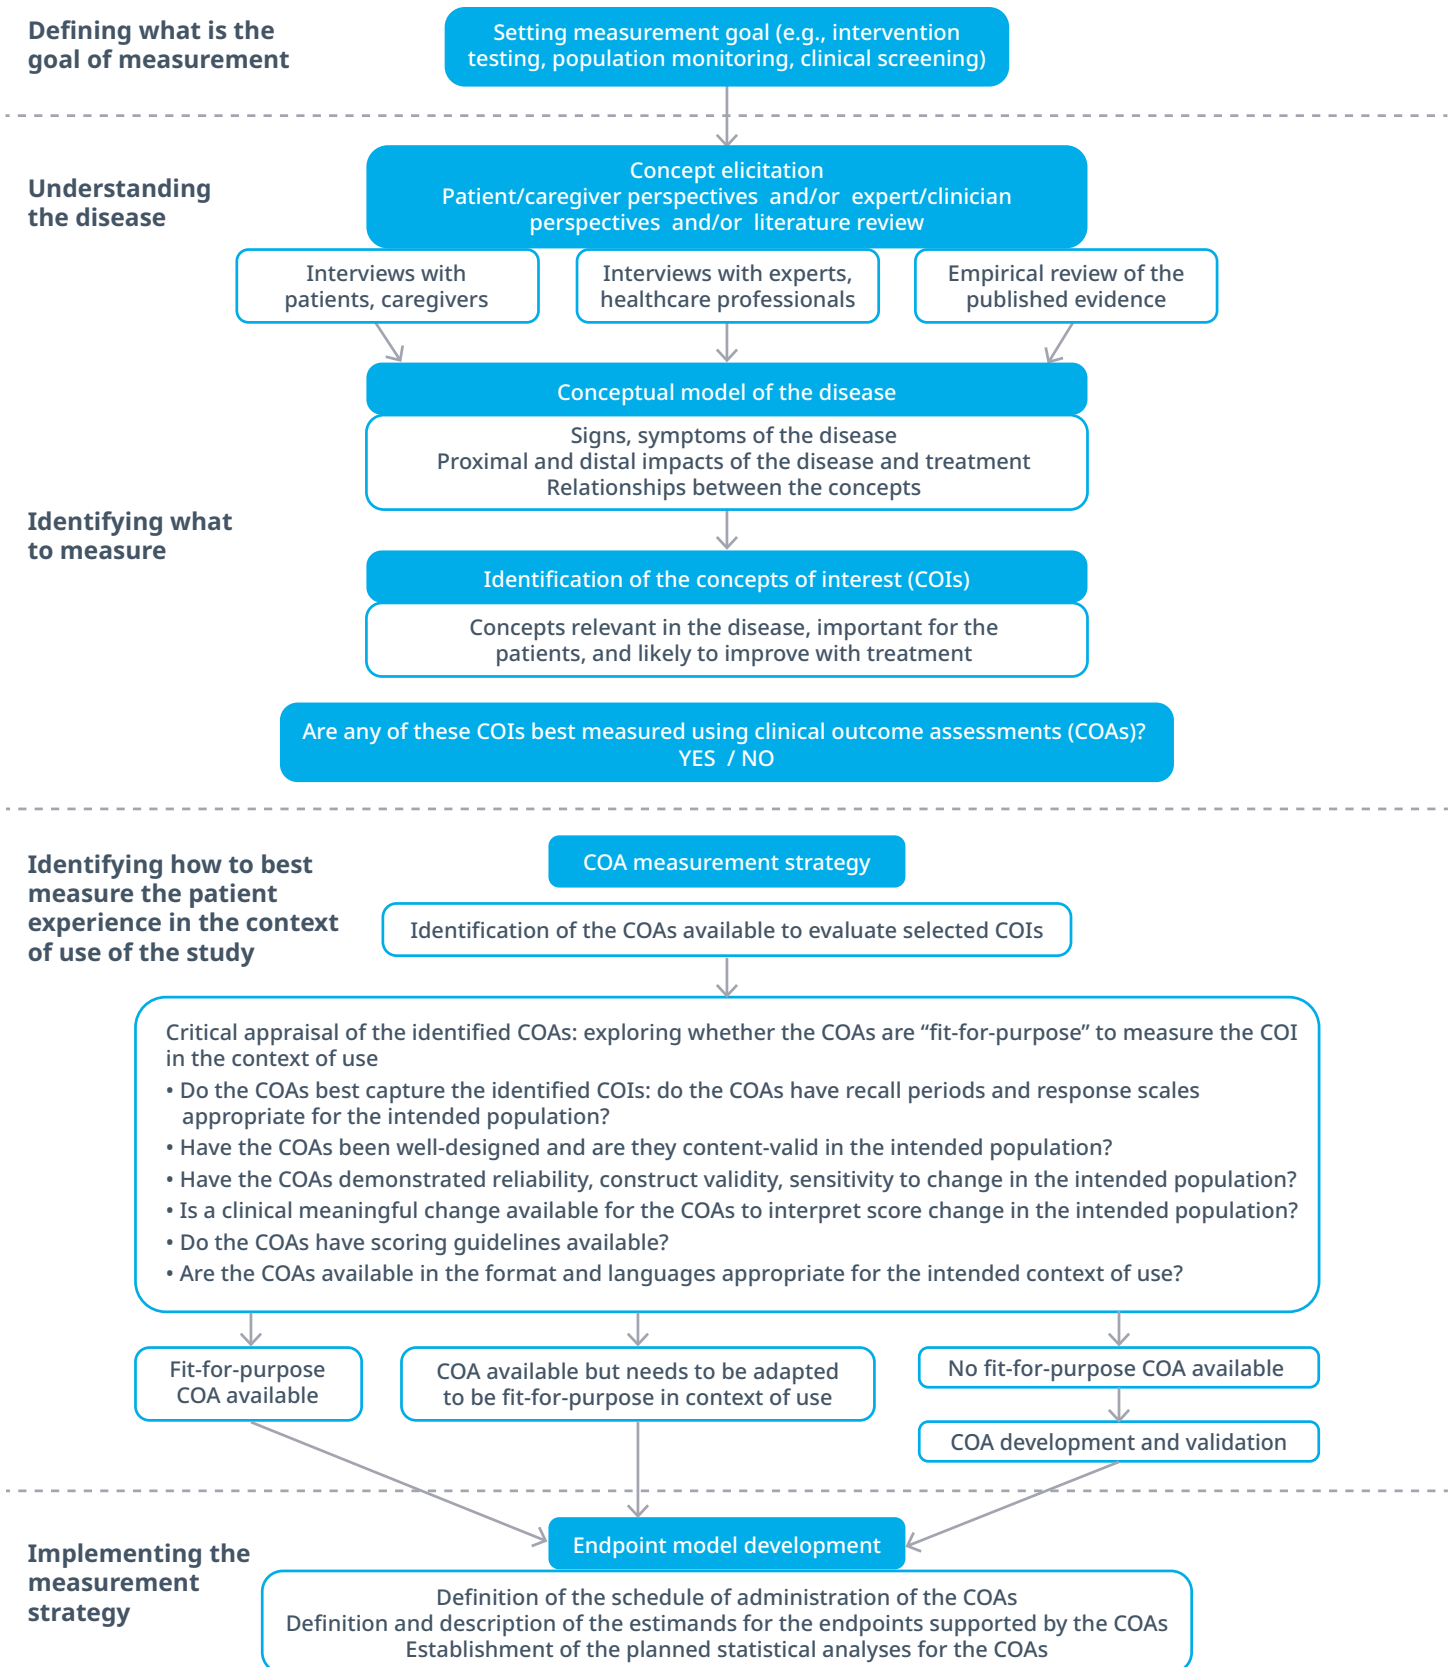 Defining what is the
goal of measurement
Setting measurement goal (e.g., intervention
testing, population monitoring, clinical screening)
Understanding
the disease
Concept elicitation
Patient/caregiver perspectives and/or expert/clinician
perspectives and/or literature review
Interviews with
patients, caregivers
Interviews with experts,
healthcare professionals
Empirical review of the
published evidence
Conceptual model of the disease
Signs, symptoms of the disease
Proximal and distal impacts of the disease and treatment
Relationships between the concepts
Identifying what
to measure
Identification of the concepts of interest (COIs)
Concepts relevant in the disease, important for the
patients, and likely to improve with treatment
Are any of these COIs best measured using clinical outcome assessments (COAs)?
YES / NO
Identifying how to best
measure the patient
experience in the context
of use of the study
COA measurement strategy
Identification of the COAs available to evaluate selected COIs
Critical appraisal of the identified COAs: exploring whether the COAs are “fit-for-purpose” to measure the COI
in the context of use
• Do the COAs best capture the identified COIs: do the COAs have recall periods and response scales
appropriate for the intended population?
• Have the COAs been well-designed and are they content-valid in the intended population?
• Have the COAs demonstrated reliability, construct validity, sensitivity to change in the intended population?
• Is a clinical meaningful change available for the COAs to interpret score change in the intended population?
• Do the COAs have scoring guidelines available?
• Are the COAs available in the format and languages appropriate for the intended context of use?
Fit-for-purpose
COA available
COA available but needs to be adapted
to be fit-for-purpose in context of use
No fit-for-purpose COA available
COA development and validation
Implementing the
measurement
strategy
Endpoint model development
Definition of the schedule of administration of the COAs
Definition and description of the estimands for the endpoints supported by the COAs
Establishment of the planned statistical analyses for the COAs